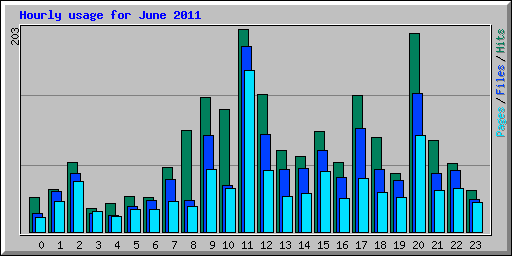 Hourly usage for June 2011
203
Pages / Files / Hits
0 1 2 3 4 5 6 7 8 9 10 11 12 13 14 15 16 17 18 19 20 21 22 23